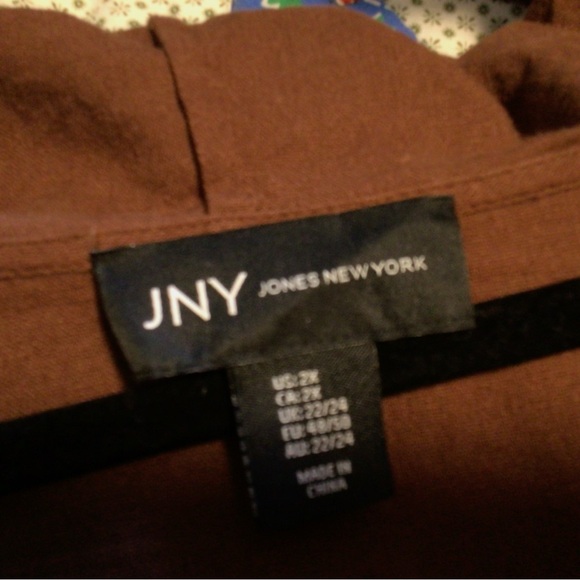 JNY JONES NEW YORK
US: 2X
CA: 2X
UK: 22/24
EU: 48/50
AU: 22/24
MADE IN
CHINA